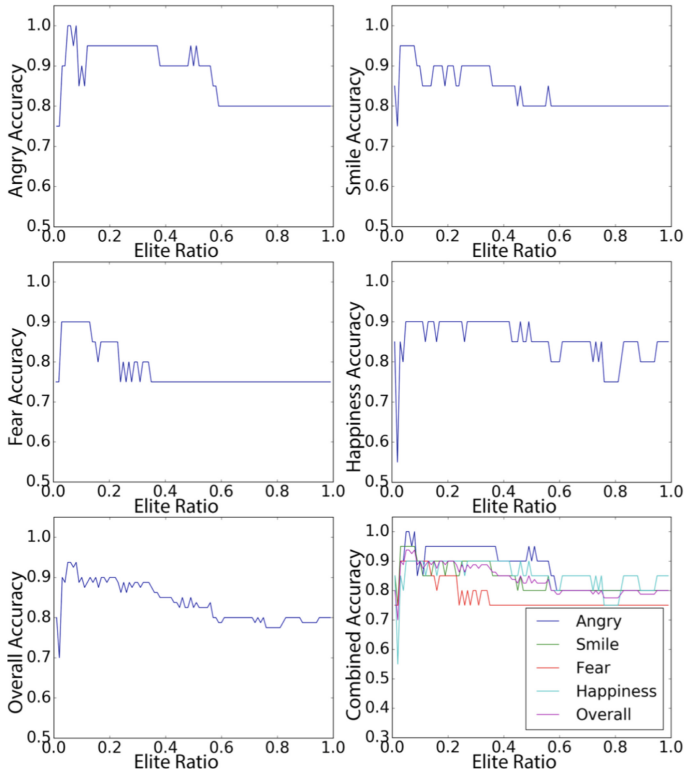 1.0
0.9
0.8
0.7
0.6
0.5
Angry Accuracy
0.0 0.2 0.4 0.6 0.8 1.0
Elite Ratio
1.0
0.9
0.8
0.7
0.6
0.5
Smile Accuracy
0.0 0.2 0.4 0.6 0.8 1.0
Elite Ratio
1.0
0.9
0.8
0.7
0.6
0.5
Fear Accuracy
0.0 0.2 0.4 0.6 0.8 1.0
Elite Ratio
1.0
0.9
0.8
0.7
0.6
0.5
Happiness Accuracy
0.0 0.2 0.4 0.6 0.8 1.0
Elite Ratio
1.0
0.9
0.8
0.7
0.6
0.5
Overall Accuracy
0.0 0.2 0.4 0.6 0.8 1.0
Elite Ratio
1.0
0.9
0.8
0.7
0.6
0.5
0.4
0.3
Combined Accuracy
Angry
Smile
Fear
Happiness
Overall
0.0 0.2 0.4 0.6 0.8 1.0
Elite Ratio